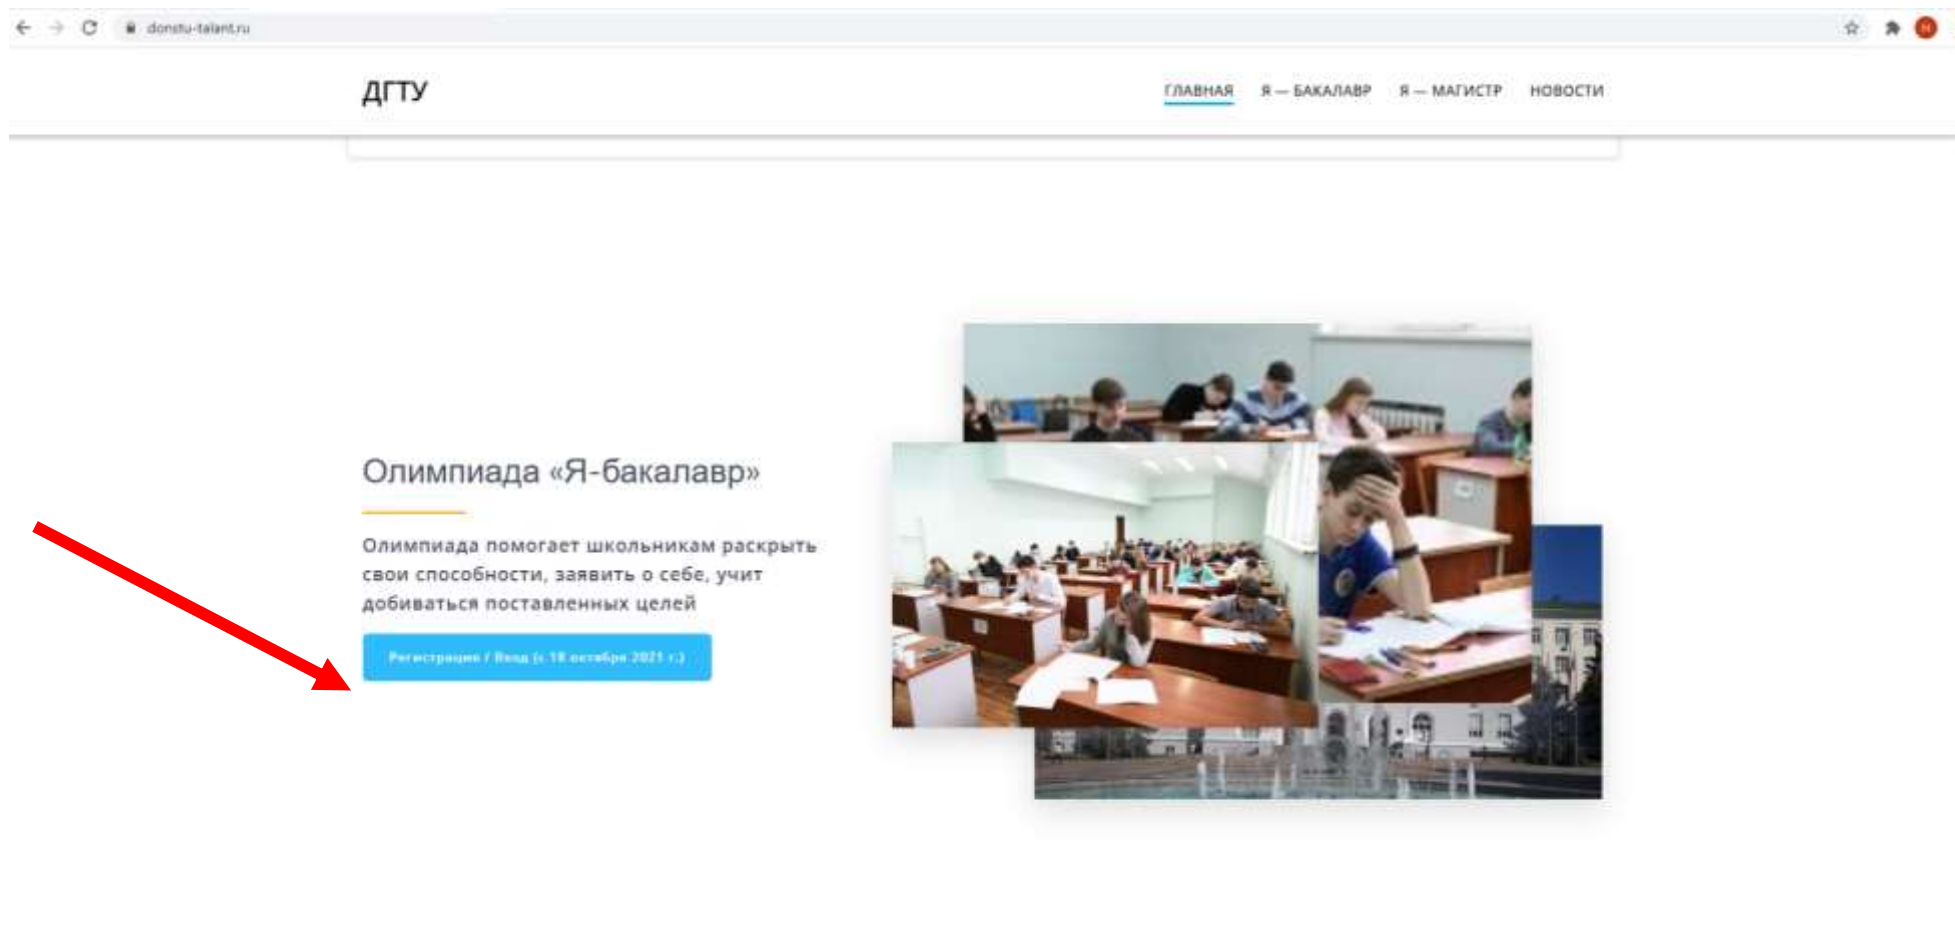 donstu-talant.ru
ДГТУ
ГЛАВНАЯ Я — БАКАЛАВР Я — МАГИСТР НОВОСТИ
Олимпиада «Я-бакалавр»
Олимпиада помогает школьникам раскрыть
свои способности, заявить о себе, учит
добиваться поставленных целей
Регистрация / Вход (с 18 октября 2021 г.)